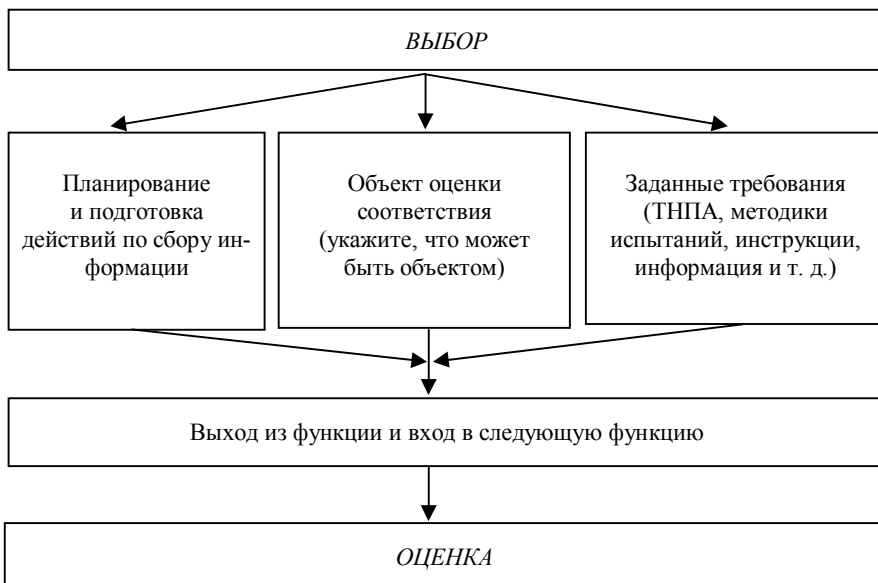 ВЫБОР
Планирование
и подготовка
действий по сбору ин-
формации
Объект оценки
соответствия
(укажите, что может
быть объектом)
Заданные требования
(ТНПА, методики
испытаний, инструкции,
информация и т. д.)
Выход из функции и вход в следующую функцию
ОЦЕНКА